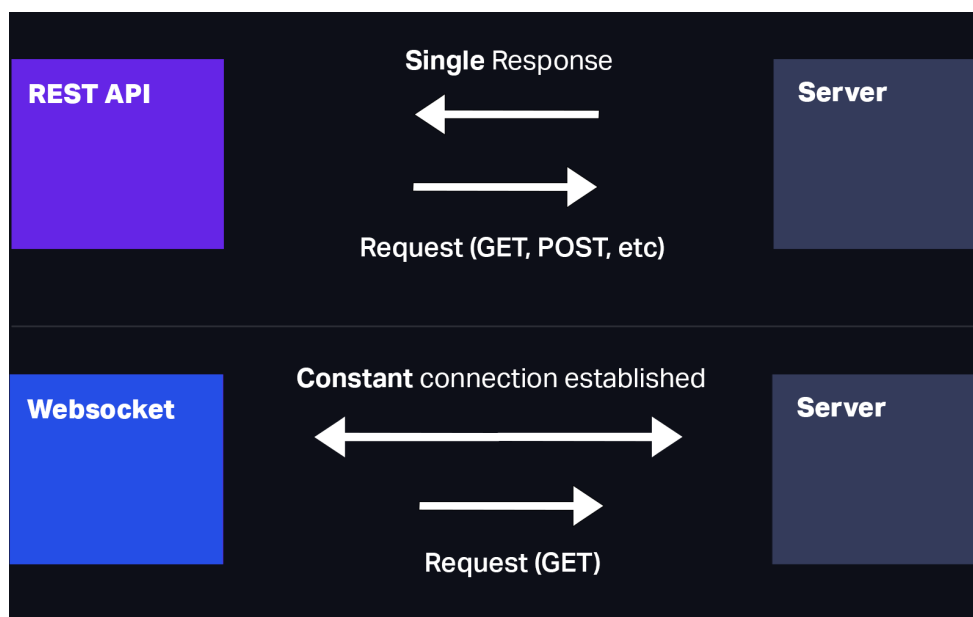 Single Response
REST API
Server
Request (GET, POST, etc)
Constant connection established
Websocket
Server
Request (GET)